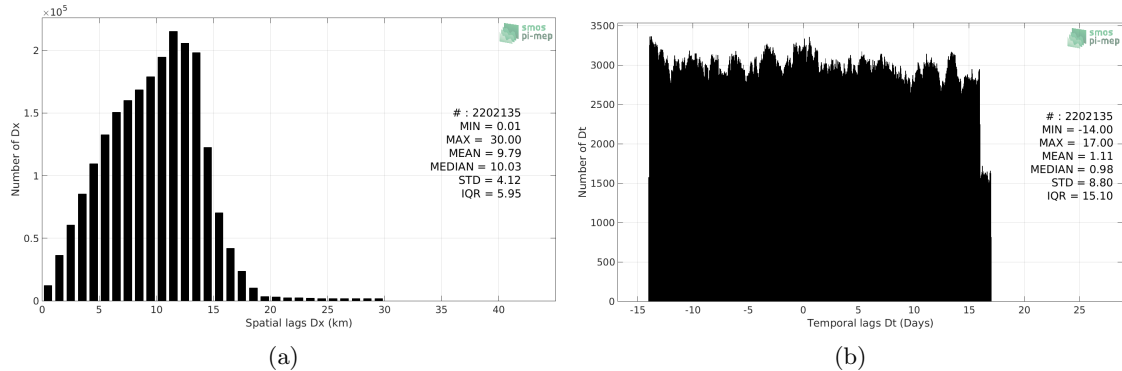 ×10^5
smos
pi-mep
2
1.5
1
0.5
0
Number of Dx
# : 2202135
MIN = 0.01
MAX = 30.00
MEAN = 9.79
MEDIAN = 10.03
STD = 4.12
IQR = 5.95
0 5 10 15 20 25 30 35 40
Spatial lags Dx (km)
(a)
smos
pi-mep
3500
3000
2500
2000
1500
1000
500
0
Number of Dt
# : 2202135
MIN = -14.00
MAX = 17.00
MEAN = 1.11
MEDIAN = 0.98
STD = 8.80
IQR = 15.10
-15 -10 -5 0 5 10 15 20 25
Temporal lags Dt (Days)
(b)